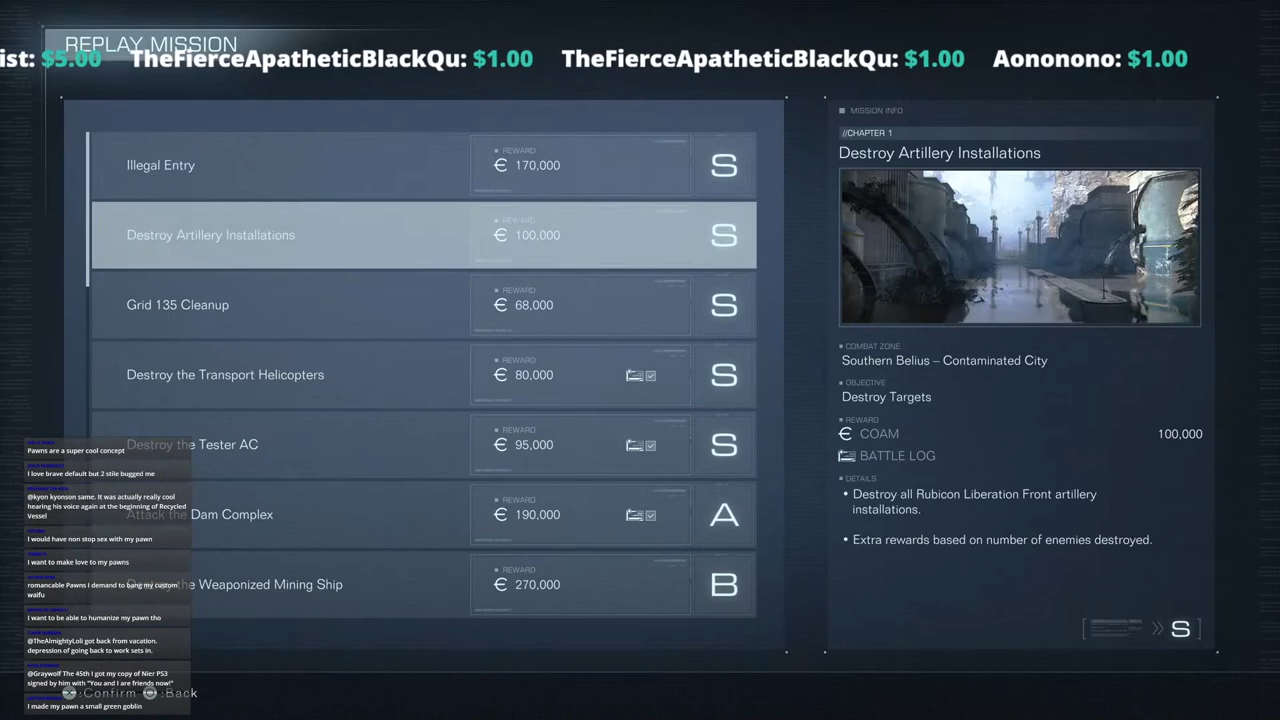 REPLAY MISSION
ist: $5.00 TheFierceApatheticBlackQu: $1.00 TheFierceApatheticBlackQu: $1.00 Aononono: $1.00
Illegal Entry
REWARD
170,000
S
Destroy Artillery Installations
REWARD
100,000
S
Grid 135 Cleanup
REWARD
68,000
S
Destroy the Transport Helicopters
REWARD
80,000
S
Destroy the Tester AC
REWARD
95,000
S
Attack the Dam Complex
REWARD
190,000
A
the Weaponized Mining Ship
REWARD
270,000
B
MISSION INFO
//CHAPTER 1
Destroy Artillery Installations
COMBAT ZONE
Southern Belius – Contaminated City
OBJECTIVE
Destroy Targets
REWARD
COAM 100,000
BATTLE LOG
DETAILS
• Destroy all Rubicon Liberation Front artillery
installations.
• Extra rewards based on number of enemies destroyed.
S
Pawns are a super cool concept
I love brave default but 2 stile bugged me
@kyon kyonson same. It was actually really cool
hearing his voice again at the beginning of Recycled
Vessel
I would have non stop sex with my pawn
I want to make love to my pawns
romancable Pawns I demand to bang my custom
waifu
I want to be able to humanize my pawn tho
@TheAlmightyLoli got back from vacation.
depression of going back to work sets in.
@Graywolf The 45th I got my copy of Nier PS3
signed by him with "You and I are friends now!"
I made my pawn a small green goblin
:Confirm :Back